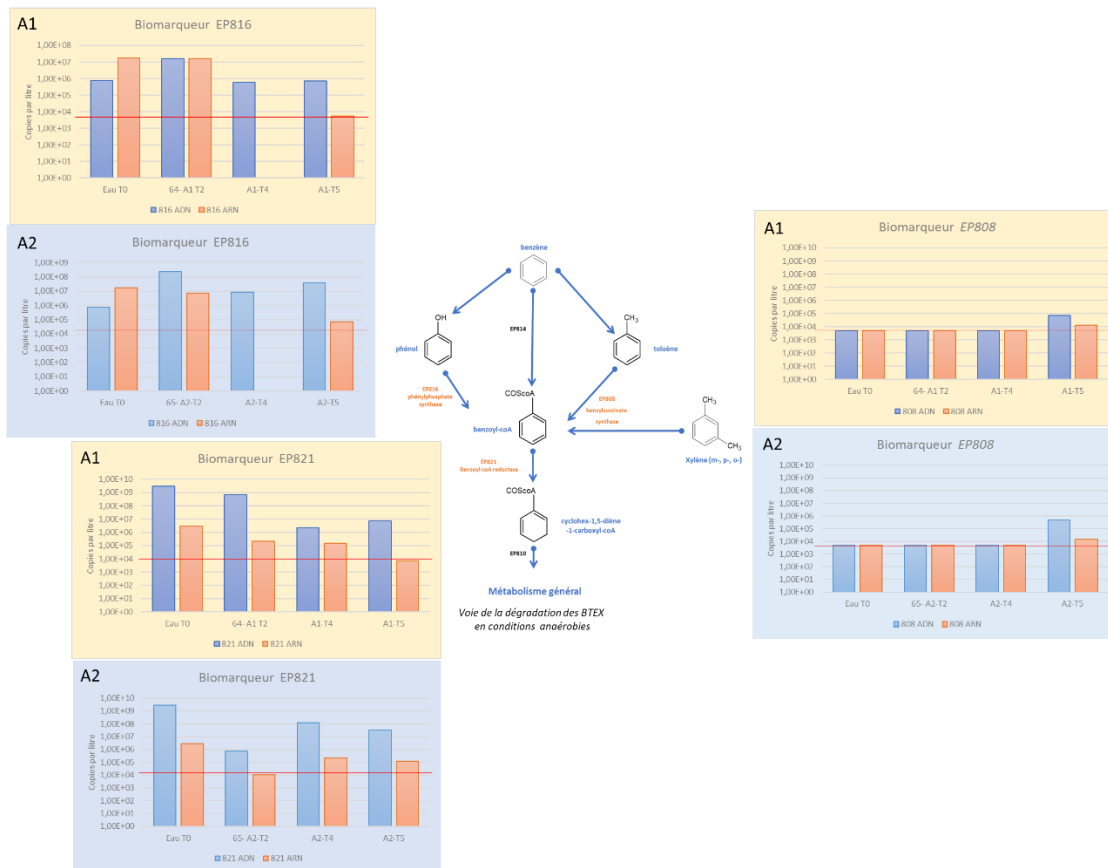 A1
Biomarqueur EP816
1,00E+08
1,00E+07
1,00E+06
1,00E+05
1,00E+04
1,00E+03
1,00E+02
1,00E+01
1,00E+00
Copies par litre
Eau T0
64- A1 T2
A1-T4
A1-T5
816 ADN
816 ARN
A2
Biomarqueur EP816
1,00E+09
1,00E+08
1,00E+07
1,00E+06
1,00E+05
1,00E+04
1,00E+03
1,00E+02
1,00E+01
1,00E+00
Copies par litre
Eau T0
65- A2-T2
A2-T4
A2-T5
816 ADN
816 ARN
A1
Biomarqueur EP821
1,00E+10
1,00E+09
1,00E+08
1,00E+07
1,00E+06
1,00E+05
1,00E+04
1,00E+03
1,00E+02
1,00E+01
1,00E+00
Copies par litre
Eau T0
64- A1 T2
A1-T4
A1-T5
821 ADN
821 ARN
A2
Biomarqueur EP821
1,00E+10
1,00E+09
1,00E+08
1,00E+07
1,00E+06
1,00E+05
1,00E+04
1,00E+03
1,00E+02
1,00E+01
1,00E+00
Copies par litre
Eau T0
65- A2-T2
A2-T4
A2-T5
821 ADN
821 ARN
benzène
OH
phénol
EP814
CH3
toluène
EP816
phénylphosphate
synthase
COScoA
benzoyl-coA
EP808
benzylsuccinate
synthase
CH3
CH3
Xylène (m-, p-, o-)
EP821
Benzoyl-coA reductase
COScoA
cyclohex-1,5-diène
-1-carboxyl-coA
EP810
Métabolisme général
Voie de la dégradation des BTEX
en conditions anaérobies
A1
Biomarqueur EP808
1,00E+10
1,00E+09
1,00E+08
1,00E+07
1,00E+06
1,00E+05
1,00E+04
1,00E+03
1,00E+02
1,00E+01
1,00E+00
Copies par litre
Eau T0
64- A1 T2
A1-T4
A1-T5
808 ADN
808 ARN
A2
Biomarqueur EP808
1,00E+10
1,00E+09
1,00E+08
1,00E+07
1,00E+06
1,00E+05
1,00E+04
1,00E+03
1,00E+02
1,00E+01
1,00E+00
Copies par litre
Eau T0
65- A2-T2
A2-T4
A2-T5
808 ADN
808 ARN